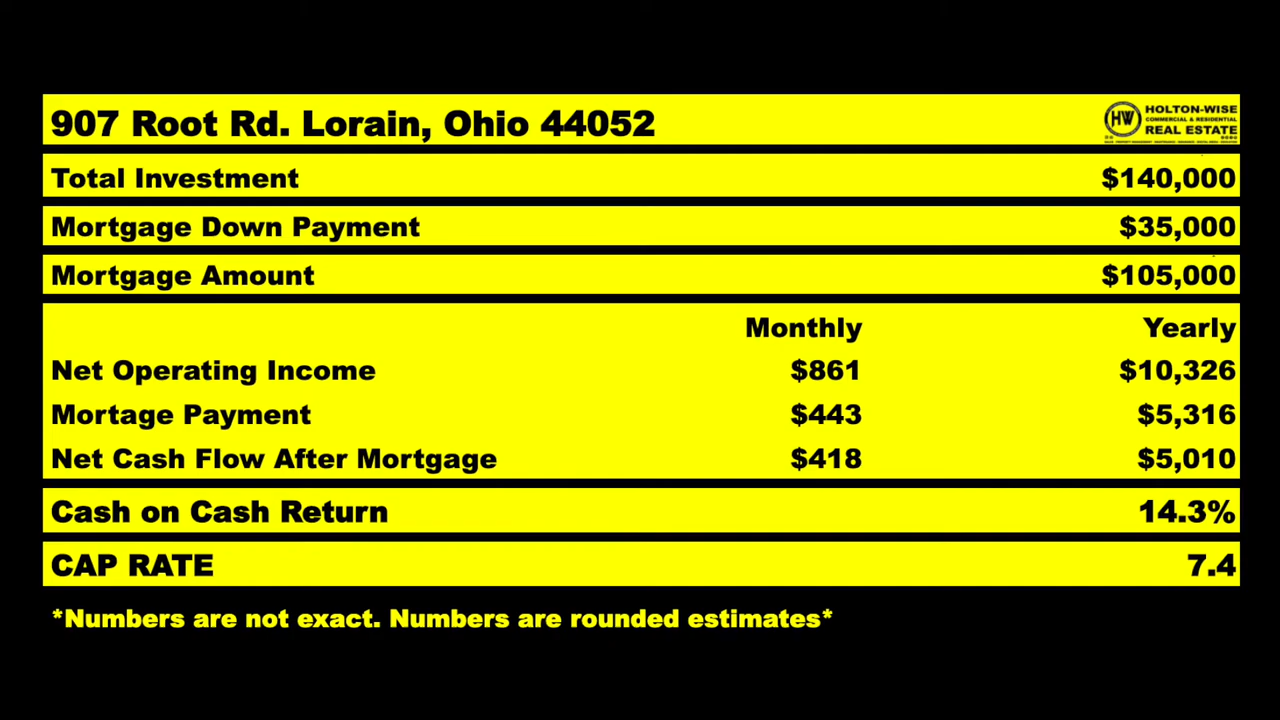 907 Root Rd. Lorain, Ohio 44052
HOLTON-WISE
COMMERCIAL & RESIDENTIAL
REAL ESTATE
HW
Total Investment $140,000
Mortgage Down Payment $35,000
Mortgage Amount $105,000
Monthly Yearly
Net Operating Income $861 $10,326
Mortage Payment $443 $5,316
Net Cash Flow After Mortgage $418 $5,010
Cash on Cash Return 14.3%
CAP RATE 7.4
*Numbers are not exact. Numbers are rounded estimates*